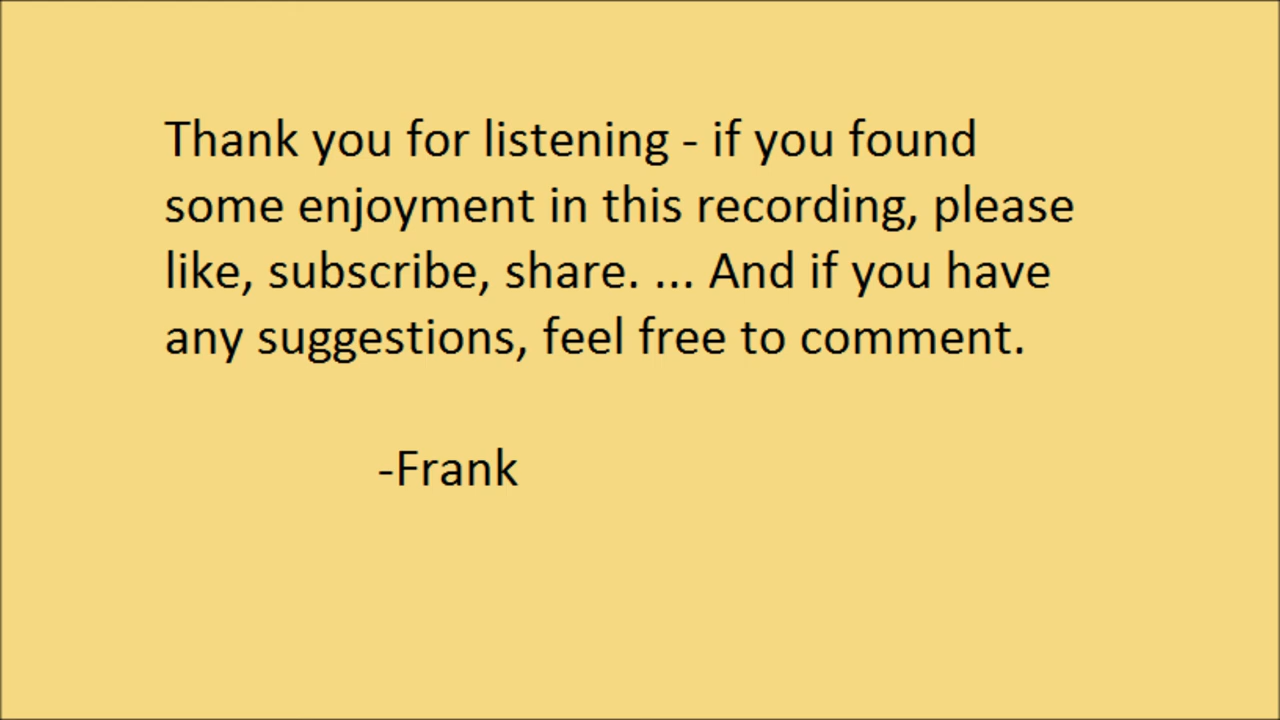 Thank you for listening - if you found
some enjoyment in this recording, please
like, subscribe, share. ... And if you have
any suggestions, feel free to comment.
-Frank